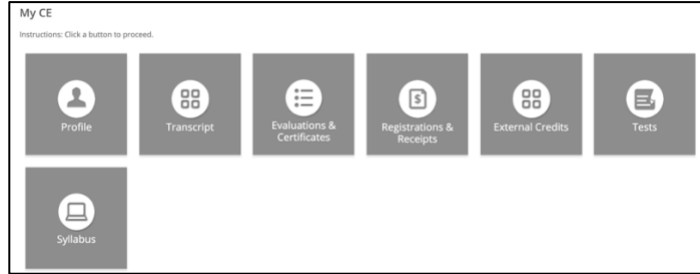 My CE
Instructions: Click a button to proceed.
Profile
Transcript
Evaluations &
Certificates
Registrations &
Receipts
External Credits
Tests
Syllabus